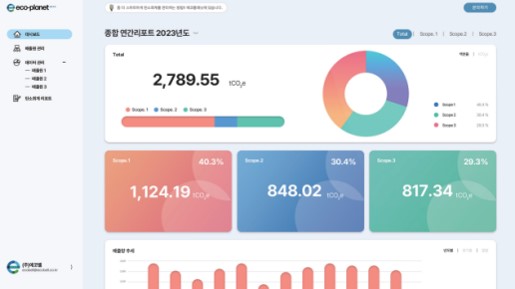 eco-planet
대시보드
배출원 관리
데이터 관리
배출원 1
배출원 2
배출원 3
탄소회계 리포트
종합 연간리포트 2023년도
Total
Scope. 1
Scope.2
Scope. 3
Total
2,789.55 tCO₂e
Scope. 1
Scope. 2
Scope. 3
Scope.1
Scope.2
Scope.3
Scope.1
40.3%
1,124.19 tCO₂e
Scope.2
30.4%
848.02 tCO₂e
Scope.3
29.3%
817.34 tCO₂e
배출량 추세
(주)에코엠